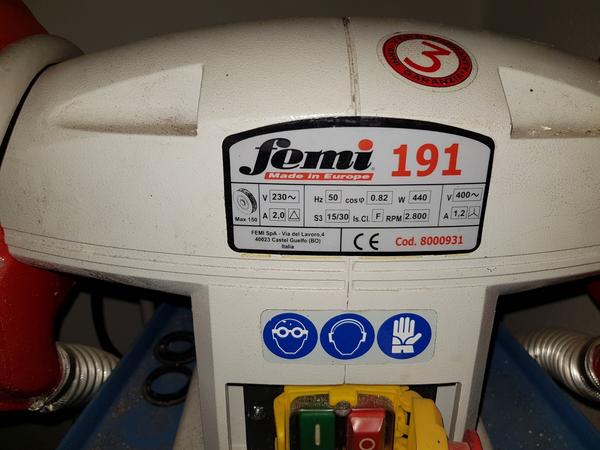 3
GARANZIA
femi 191
Made in Europe
V 230~ Hz 50 cosφ 0.82 W 440 V 400~
Max 150 A 2,0 S3 15/30 Is.Cl. F RPM 2.800 A 1,2
FEMI SpA - Via del Lavoro,4
40023 Castel Guelfo (BO)
Italia
CE Cod. 8000931
I O